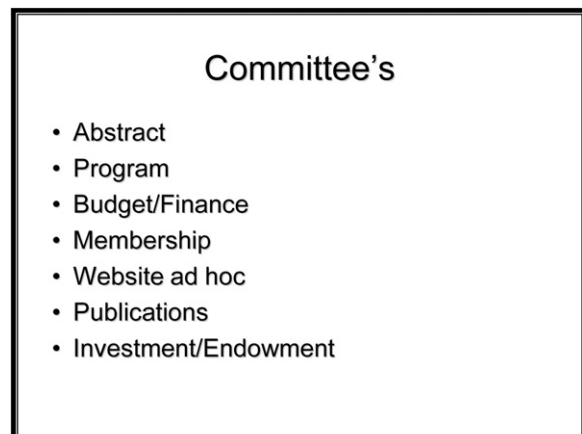 Committee's
• Abstract
• Program
• Budget/Finance
• Membership
• Website ad hoc
• Publications
• Investment/Endowment